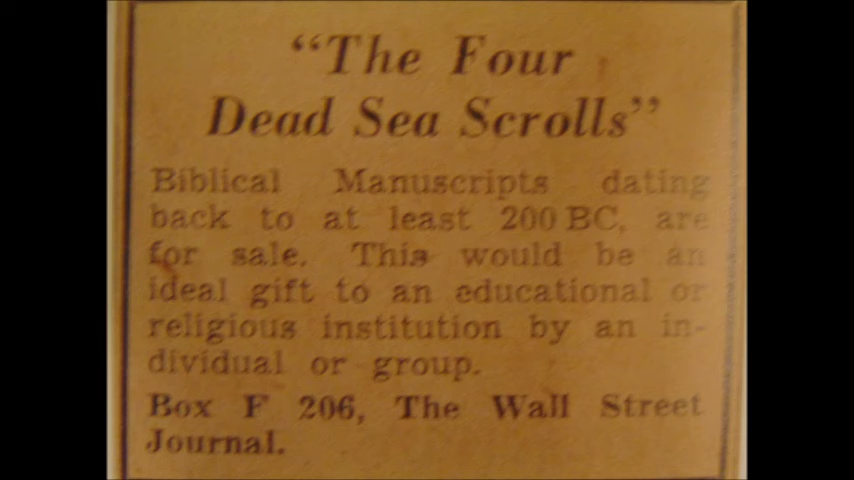 “The Four
Dead Sea Scrolls”
Biblical Manuscripts dating
back to at least 200 BC, are
for sale. This would be an
ideal gift to an educational or
religious institution by an in-
dividual or group.
Box F 206, The Wall Street
Journal.